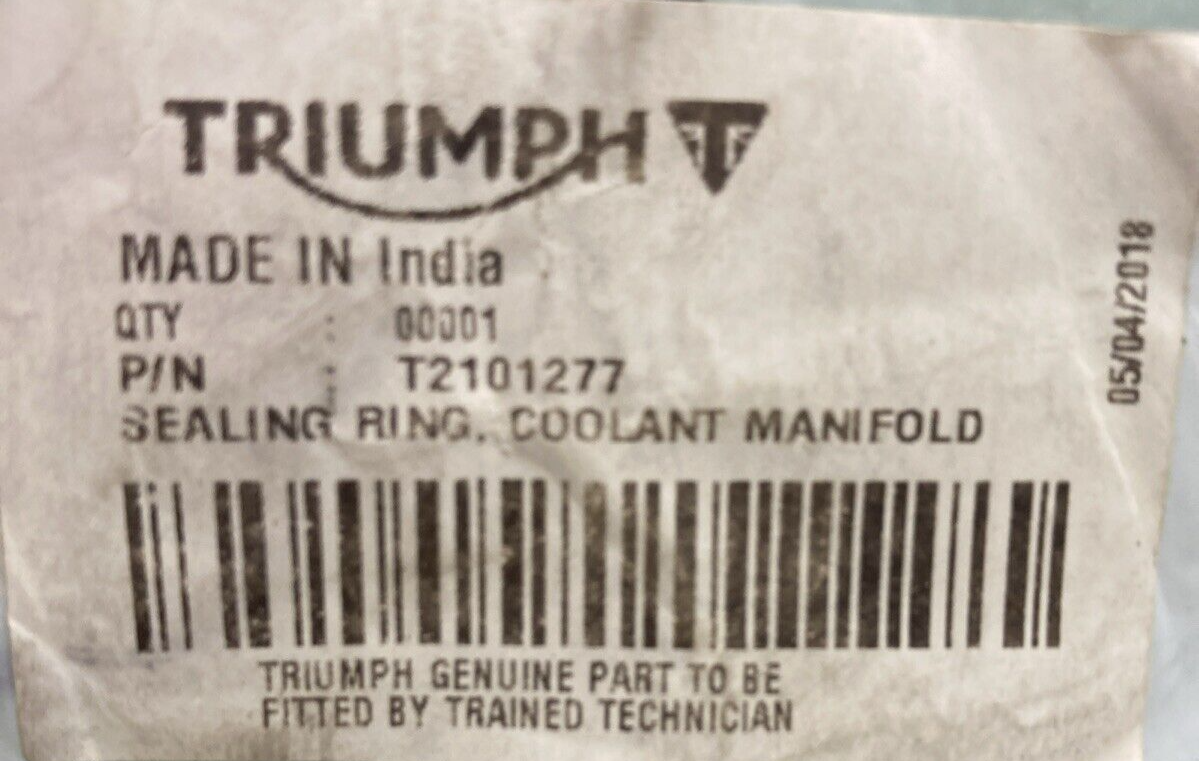 TRIUMPH T
MADE IN India
QTY : 00001
P/N : T2101277
SEALING RING, COOLANT MANIFOLD
TRIUMPH GENUINE PART TO BE
FITTED BY TRAINED TECHNICIAN
05/04/2018